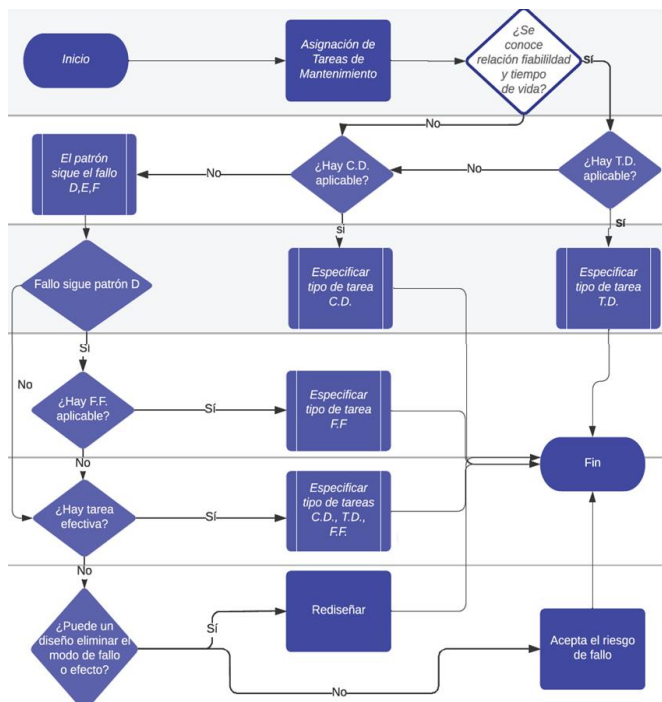 Inicio
Asignación de
Tareas de
Mantenimiento
¿Se
conoce
relación fiabilildad
y tiempo
de vida?
Sí
No
El patrón
sique el fallo
D,E,F
No
¿Hay C.D.
aplicable?
No
¿Hay T.D.
aplicable?
si
Sí
Fallo sigue patrón D
Especificar
tipo de tarea
C.D.
Especificar
tipo de tarea
T.D.
Sí
No
¿Hay F.F.
aplicable?
Sí
Especificar
tipo de tarea
F.F
No
Fin
¿Hay tarea
efectiva?
Sí
Especificar
tipo de tareas
C.D., T.D.,
F.F.
No
¿Puede un
diseño eliminar el
modo de fallo
o efecto?
Sí
Rediseñar
No
Acepta el riesgo
de fallo